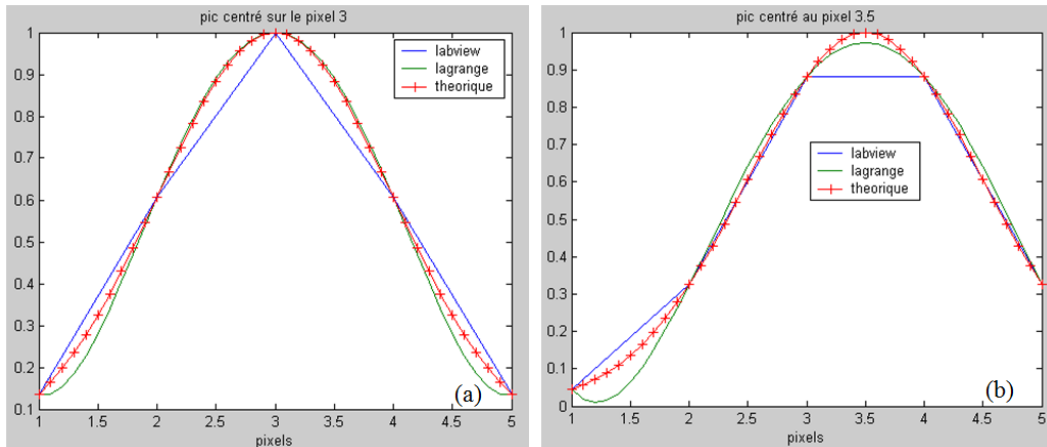 pic centré sur le pixel 3
1
0.9
0.8
0.7
0.6
0.5
0.4
0.3
0.2
0.1
labview
lagrange
theorique
(a)
1 1.5 2 2.5 3 3.5 4 4.5 5
pixels
pic centré au pixel 3.5
1
0.9
0.8
0.7
0.6
0.5
0.4
0.3
0.2
0.1
0
labview
lagrange
theorique
(b)
1 1.5 2 2.5 3 3.5 4 4.5 5
pixels